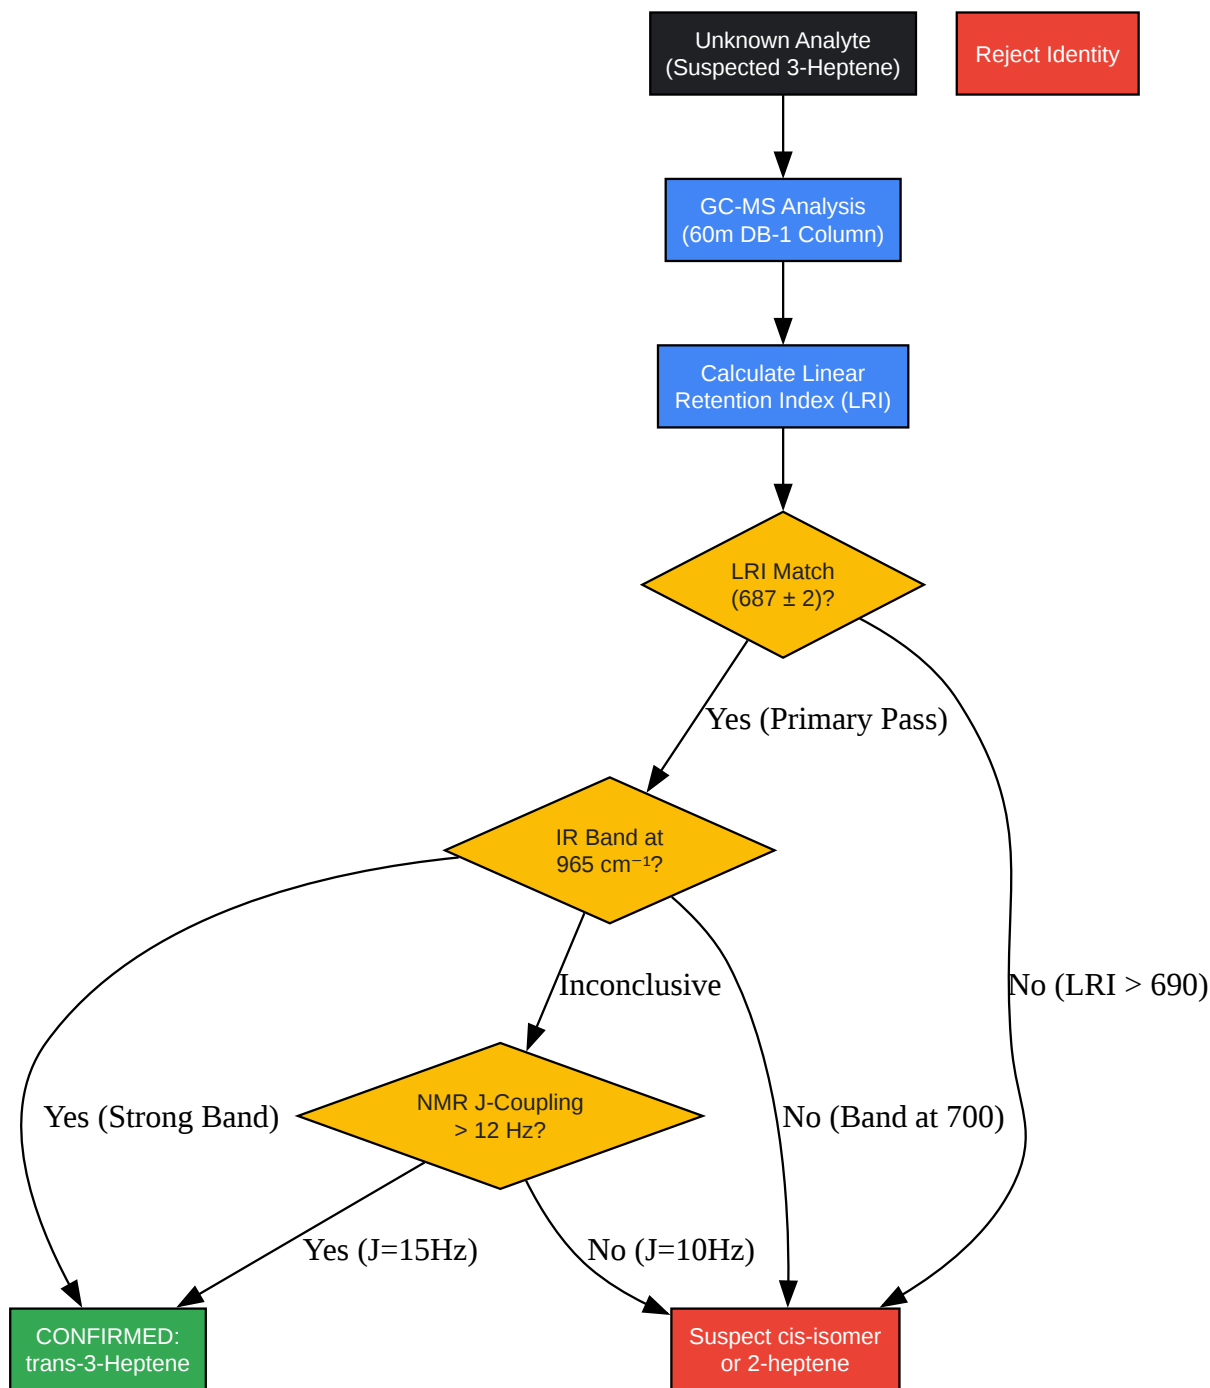 Unknown Analyte
(Suspected 3-Heptene)
Reject Identity
GC-MS Analysis
(60m DB-1 Column)
Calculate Linear
Retention Index (LRI)
LRI Match
(687 ± 2)?
Yes (Primary Pass)
IR Band at
965 cm⁻¹?
Inconclusive
No (LRI > 690)
Yes (Strong Band)
NMR J-Coupling
> 12 Hz?
No (Band at 700)
Yes (J=15Hz)
No (J=10Hz)
CONFIRMED:
trans-3-Heptene
Suspect cis-isomer
or 2-heptene